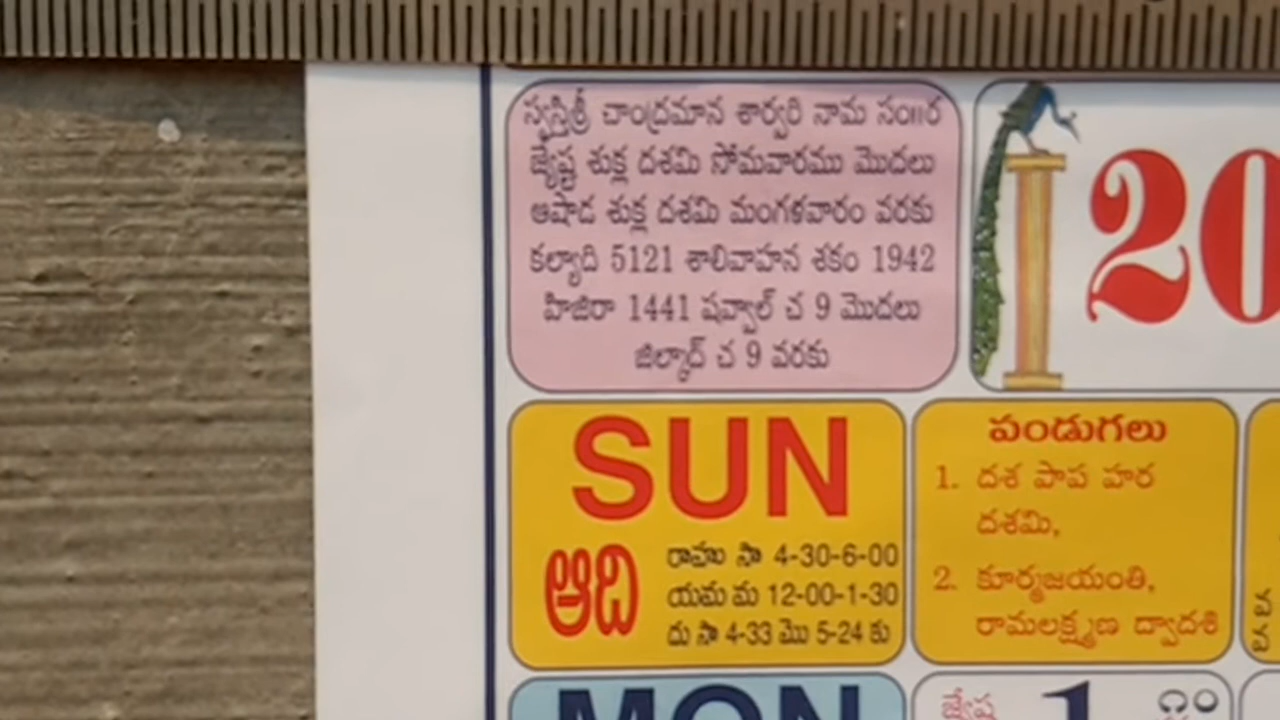 స్వస్తిశ్రీ చాంద్రమాన శార్వరి నామ సం॥ర
జ్యేష్ఠ శుక్ల దశమి సోమవారము మొదలు
ఆషాడ శుక్ల దశమి మంగళవారం వరకు
కల్యాది 5121 శాలివాహన శకం 1942
హిజిరా 1441 షవ్వాల్ చ 9 మొదలు
జిల్కాద్ చ 9 వరకు
20
SUN
ఆది
రాహు సా 4-30-6-00
యమ మ 12-00-1-30
దు సా 4-33 మొ 5-24 కు
పండుగలు
1. దశ పాప హర
దశమి,
2. కూర్మజయంతి,
రామలక్ష్మణ ద్వాదశి
MON
జ్యేష్ఠ
1